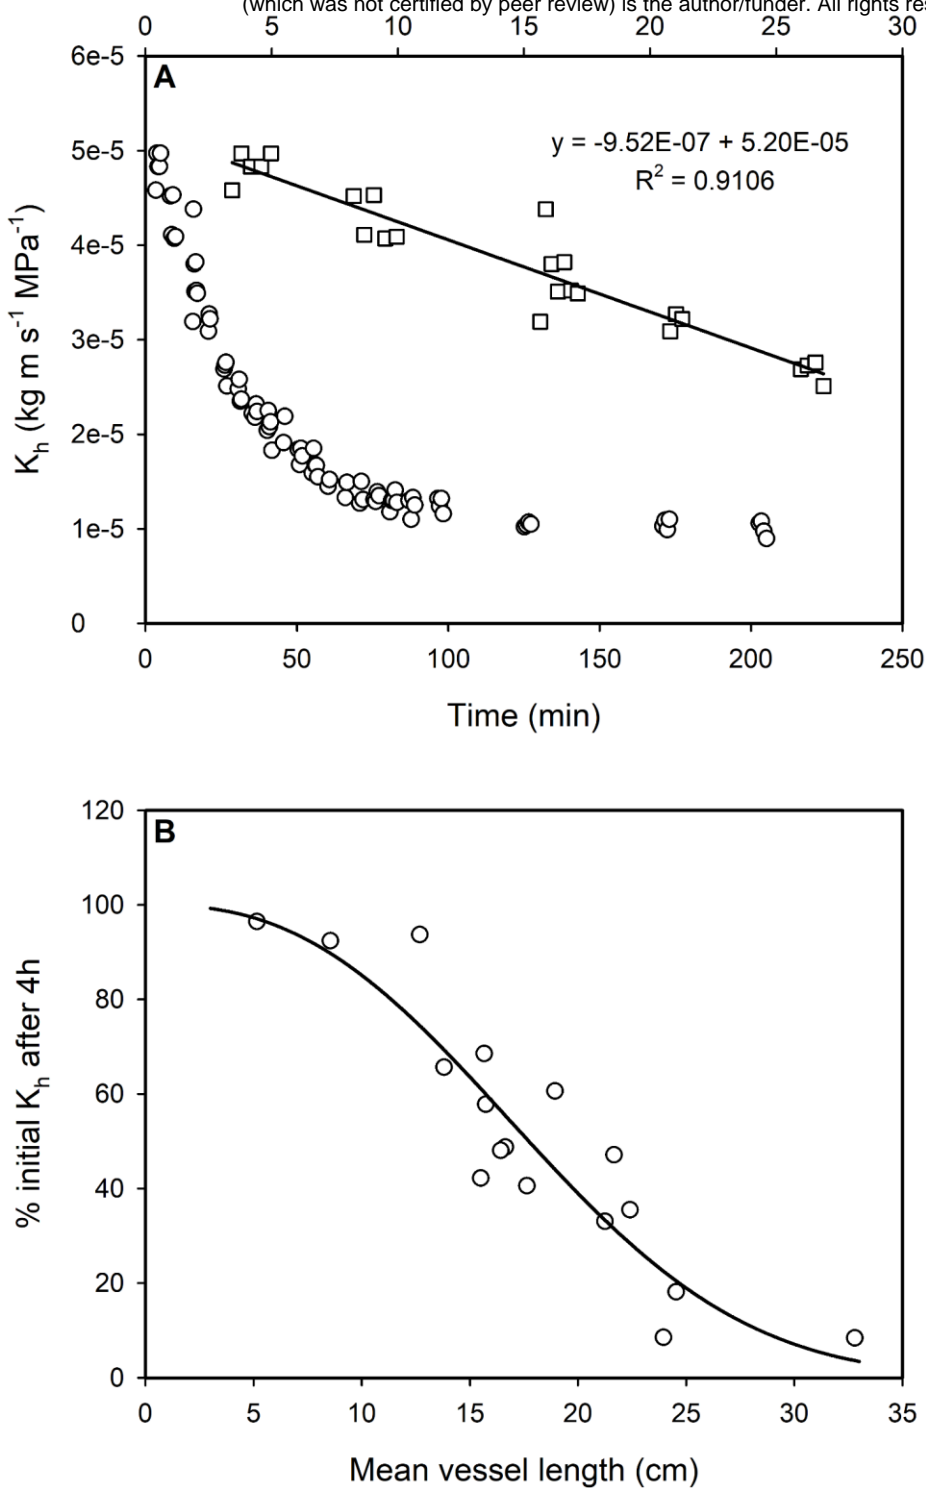 (which was not certified by peer review) is the author/funder. All rights res
0 5 10 15 20 25 30
A
6e-5
5e-5
4e-5
3e-5
2e-5
1e-5
0
y = -9.52E-07 + 5.20E-05
R² = 0.9106
K_h (kg m s⁻¹ MPa⁻¹)
0 50 100 150 200 250
Time (min)
B
120
100
80
60
40
20
0
% initial K_h after 4h
0 5 10 15 20 25 30 35
Mean vessel length (cm)